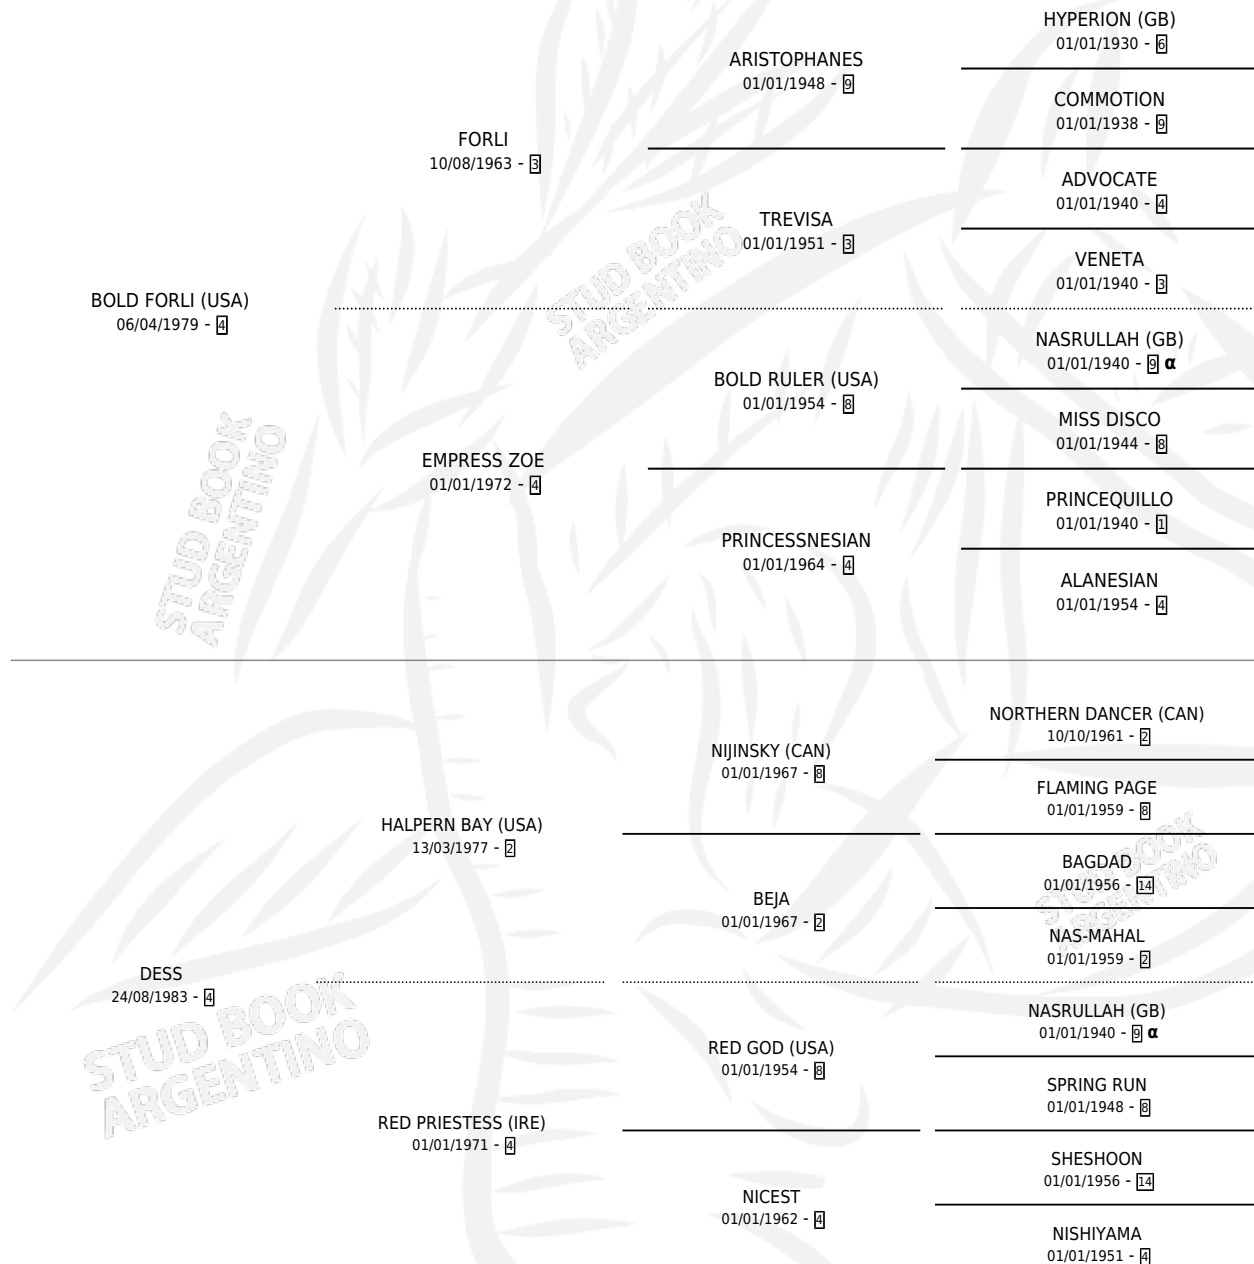 HYPERION (GB)
01/01/1930 - 6
ARISTOPHANES
01/01/1948 - 9
COMMOTION
01/01/1938 - 9
FORLI
10/08/1963 - 3
ADVOCATE
01/01/1940 - 4
TREVISA
01/01/1951 - 3
VENETA
01/01/1940 - 3
BOLD FORLI (USA)
06/04/1979 - 4
NASRULLAH (GB)
01/01/1940 - 9 α
BOLD RULER (USA)
01/01/1954 - 8
MISS DISCO
01/01/1944 - 8
EMPRESS ZOE
01/01/1972 - 4
PRINCEQUILLO
01/01/1940 - 1
PRINCESSNESIAN
01/01/1964 - 4
ALANESIAN
01/01/1954 - 4
NORTHERN DANCER (CAN)
10/10/1961 - 2
NIJINSKY (CAN)
01/01/1967 - 8
FLAMING PAGE
01/01/1959 - 8
HALPERN BAY (USA)
13/03/1977 - 2
BAGDAD
01/01/1956 - 14
BEJA
01/01/1967 - 2
NAS-MAHAL
01/01/1959 - 2
DESS
24/08/1983 - 4
NASRULLAH (GB)
01/01/1940 - 9 α
RED GOD (USA)
01/01/1954 - 8
SPRING RUN
01/01/1948 - 8
RED PRIESTESS (IRE)
01/01/1971 - 4
SHESHOON
01/01/1956 - 14
NICEST
01/01/1962 - 4
NISHIYAMA
01/01/1951 - 4
STUD BOOK
ARGENTINO
STUD BOOK
ARGENTINO
STUD BOOK
ARGENTINO
STUD BOOK
ARGENTINO